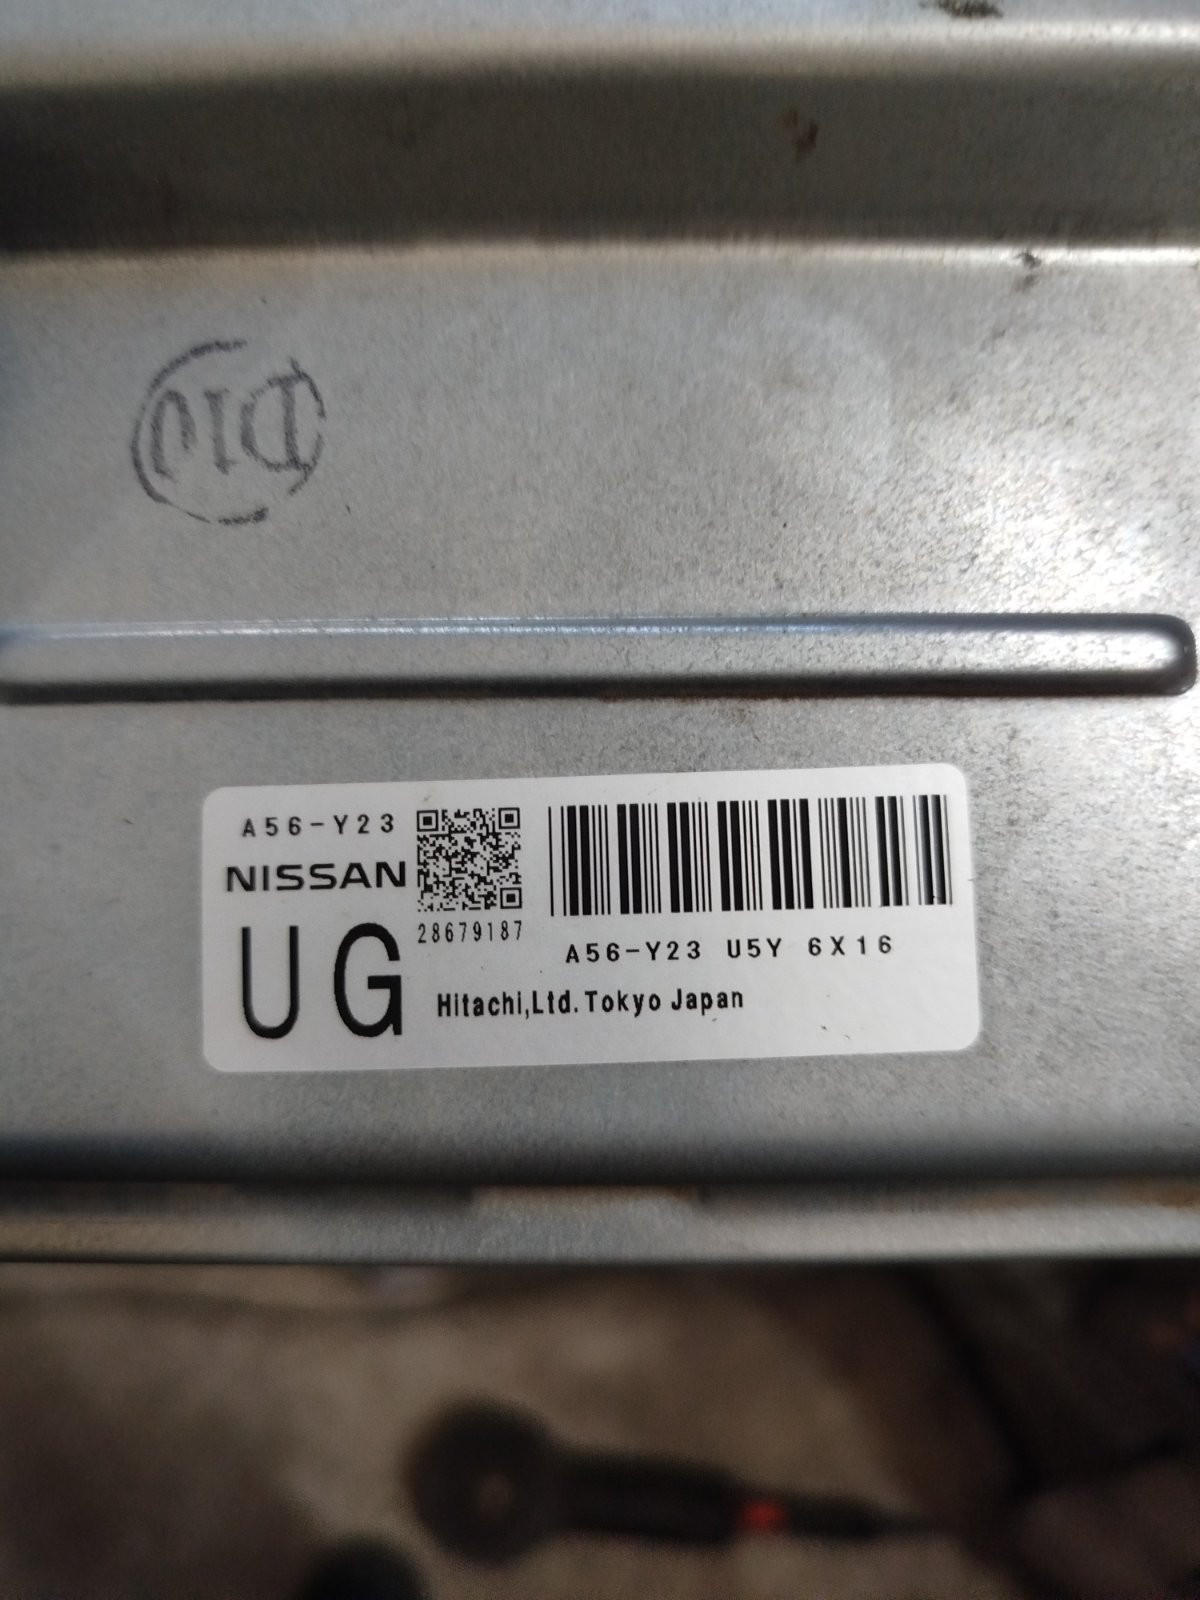 D10
A56-Y23
NISSAN
UG
28679187
A56-Y23 U5Y 6X16
Hitachi,Ltd. Tokyo Japan